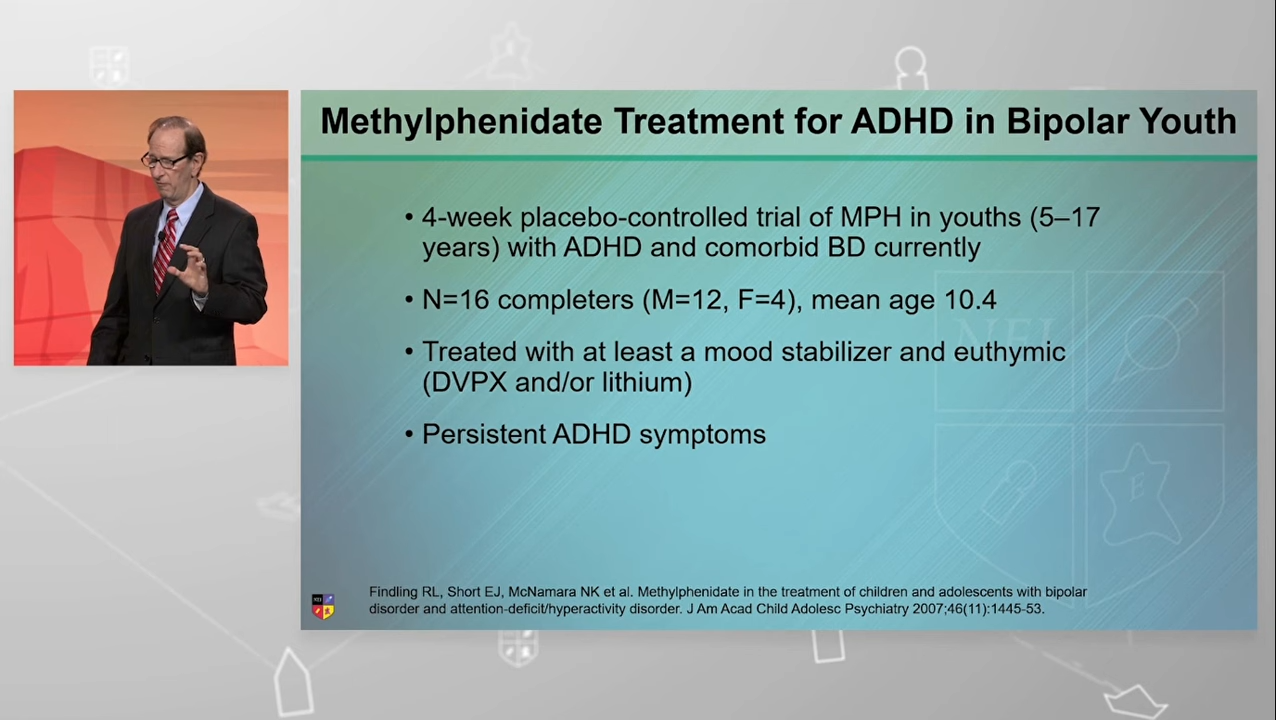 Methylphenidate Treatment for ADHD in Bipolar Youth
• 4-week placebo-controlled trial of MPH in youths (5–17
years) with ADHD and comorbid BD currently
• N=16 completers (M=12, F=4), mean age 10.4
• Treated with at least a mood stabilizer and euthymic
(DVPX and/or lithium)
• Persistent ADHD symptoms
NEI
E
NEI
Findling RL, Short EJ, McNamara NK et al. Methylphenidate in the treatment of children and adolescents with bipolar
disorder and attention-deficit/hyperactivity disorder. J Am Acad Child Adolesc Psychiatry 2007;46(11):1445-53.